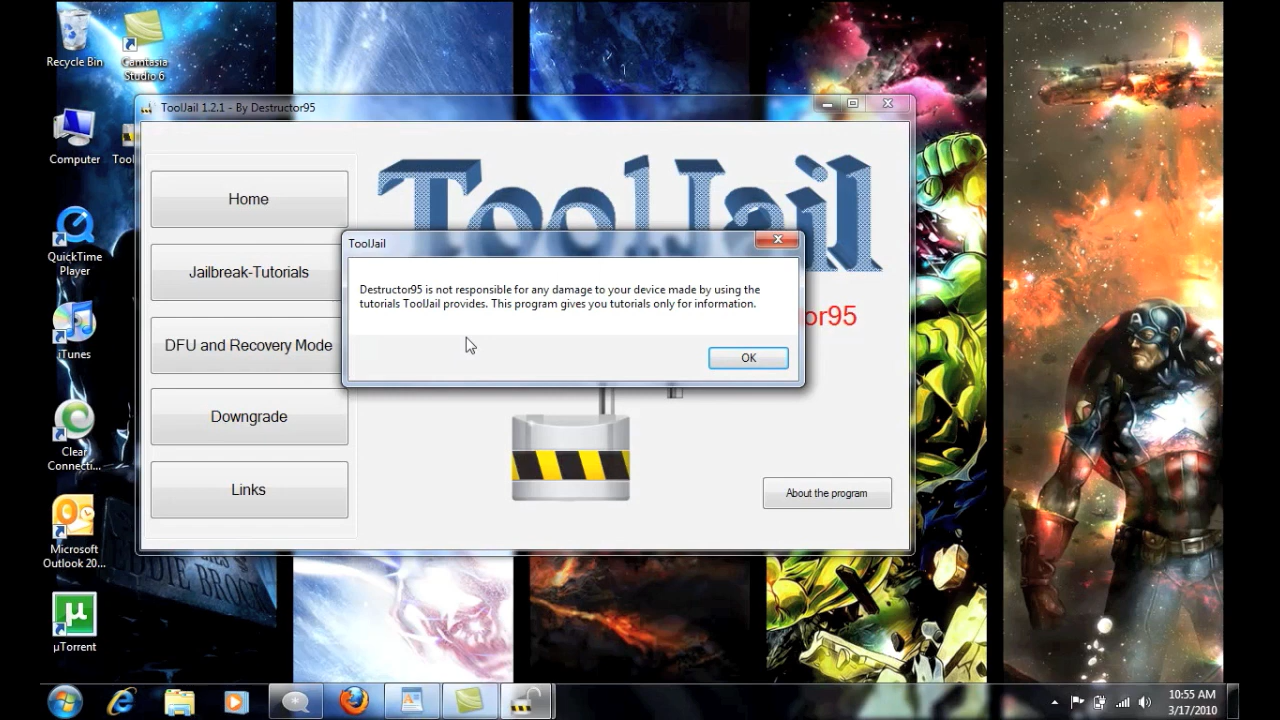 Recycle Bin
Camtasia
Studio 6
Computer
Tool
QuickTime
Player
iTunes
Clear
Connecti...
Microsoft
Outlook 20...
µTorrent
ToolJail 1.2.1 - By Destructor95
ToolJail
Home
Jailbreak-Tutorials
DFU and Recovery Mode
Downgrade
Links
or95
About the program
ToolJail
Destructor95 is not responsible for any damage to your device made by using the
tutorials ToolJail provides. This program gives you tutorials only for information.
OK
EDDIE BROCK
10:55 AM
3/17/2010